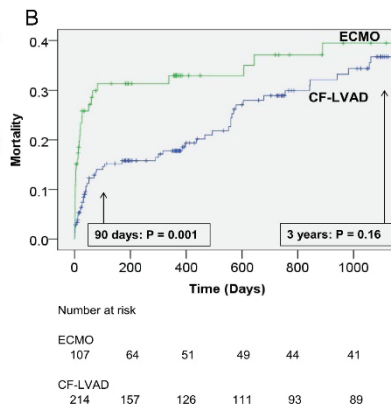 B
ECMO
CF-LVAD
0.4
0.3
0.2
0.1
0.0
Mortality
90 days: P = 0.001
3 years: P = 0.16
0 200 400 600 800 1000
Time (Days)
Number at risk
ECMO
107 64 51 49 44 41
CF-LVAD
214 157 126 111 93 89